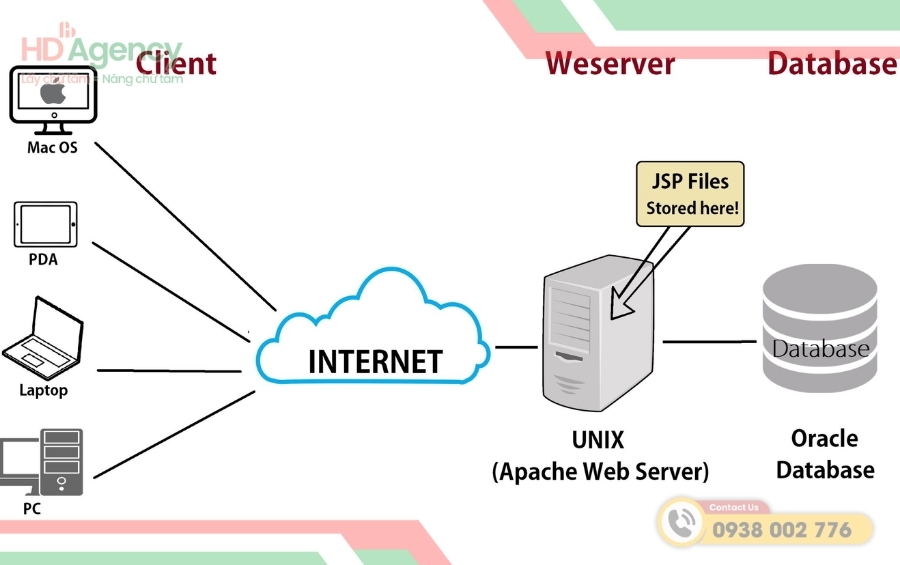 HD Agency
Lấy chữ tâm - Nâng chữ tầm
Client
Weserver
Database
Mac OS
PDA
Laptop
PC
INTERNET
JSP Files
Stored here!
UNIX
(Apache Web Server)
Database
Oracle
Database
Contact Us
0938 002 776